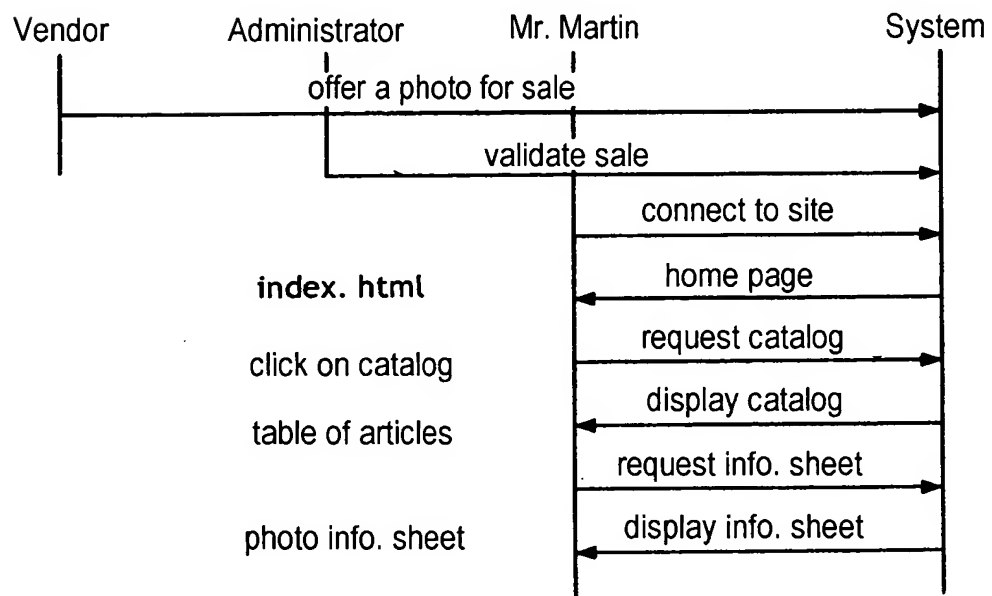 Vendor Administrator Mr. Martin System
offer a photo for sale
validate sale
connect to site
index. html
home page
request catalog
click on catalog
display catalog
table of articles
request info. sheet
photo info. sheet
display info. sheet